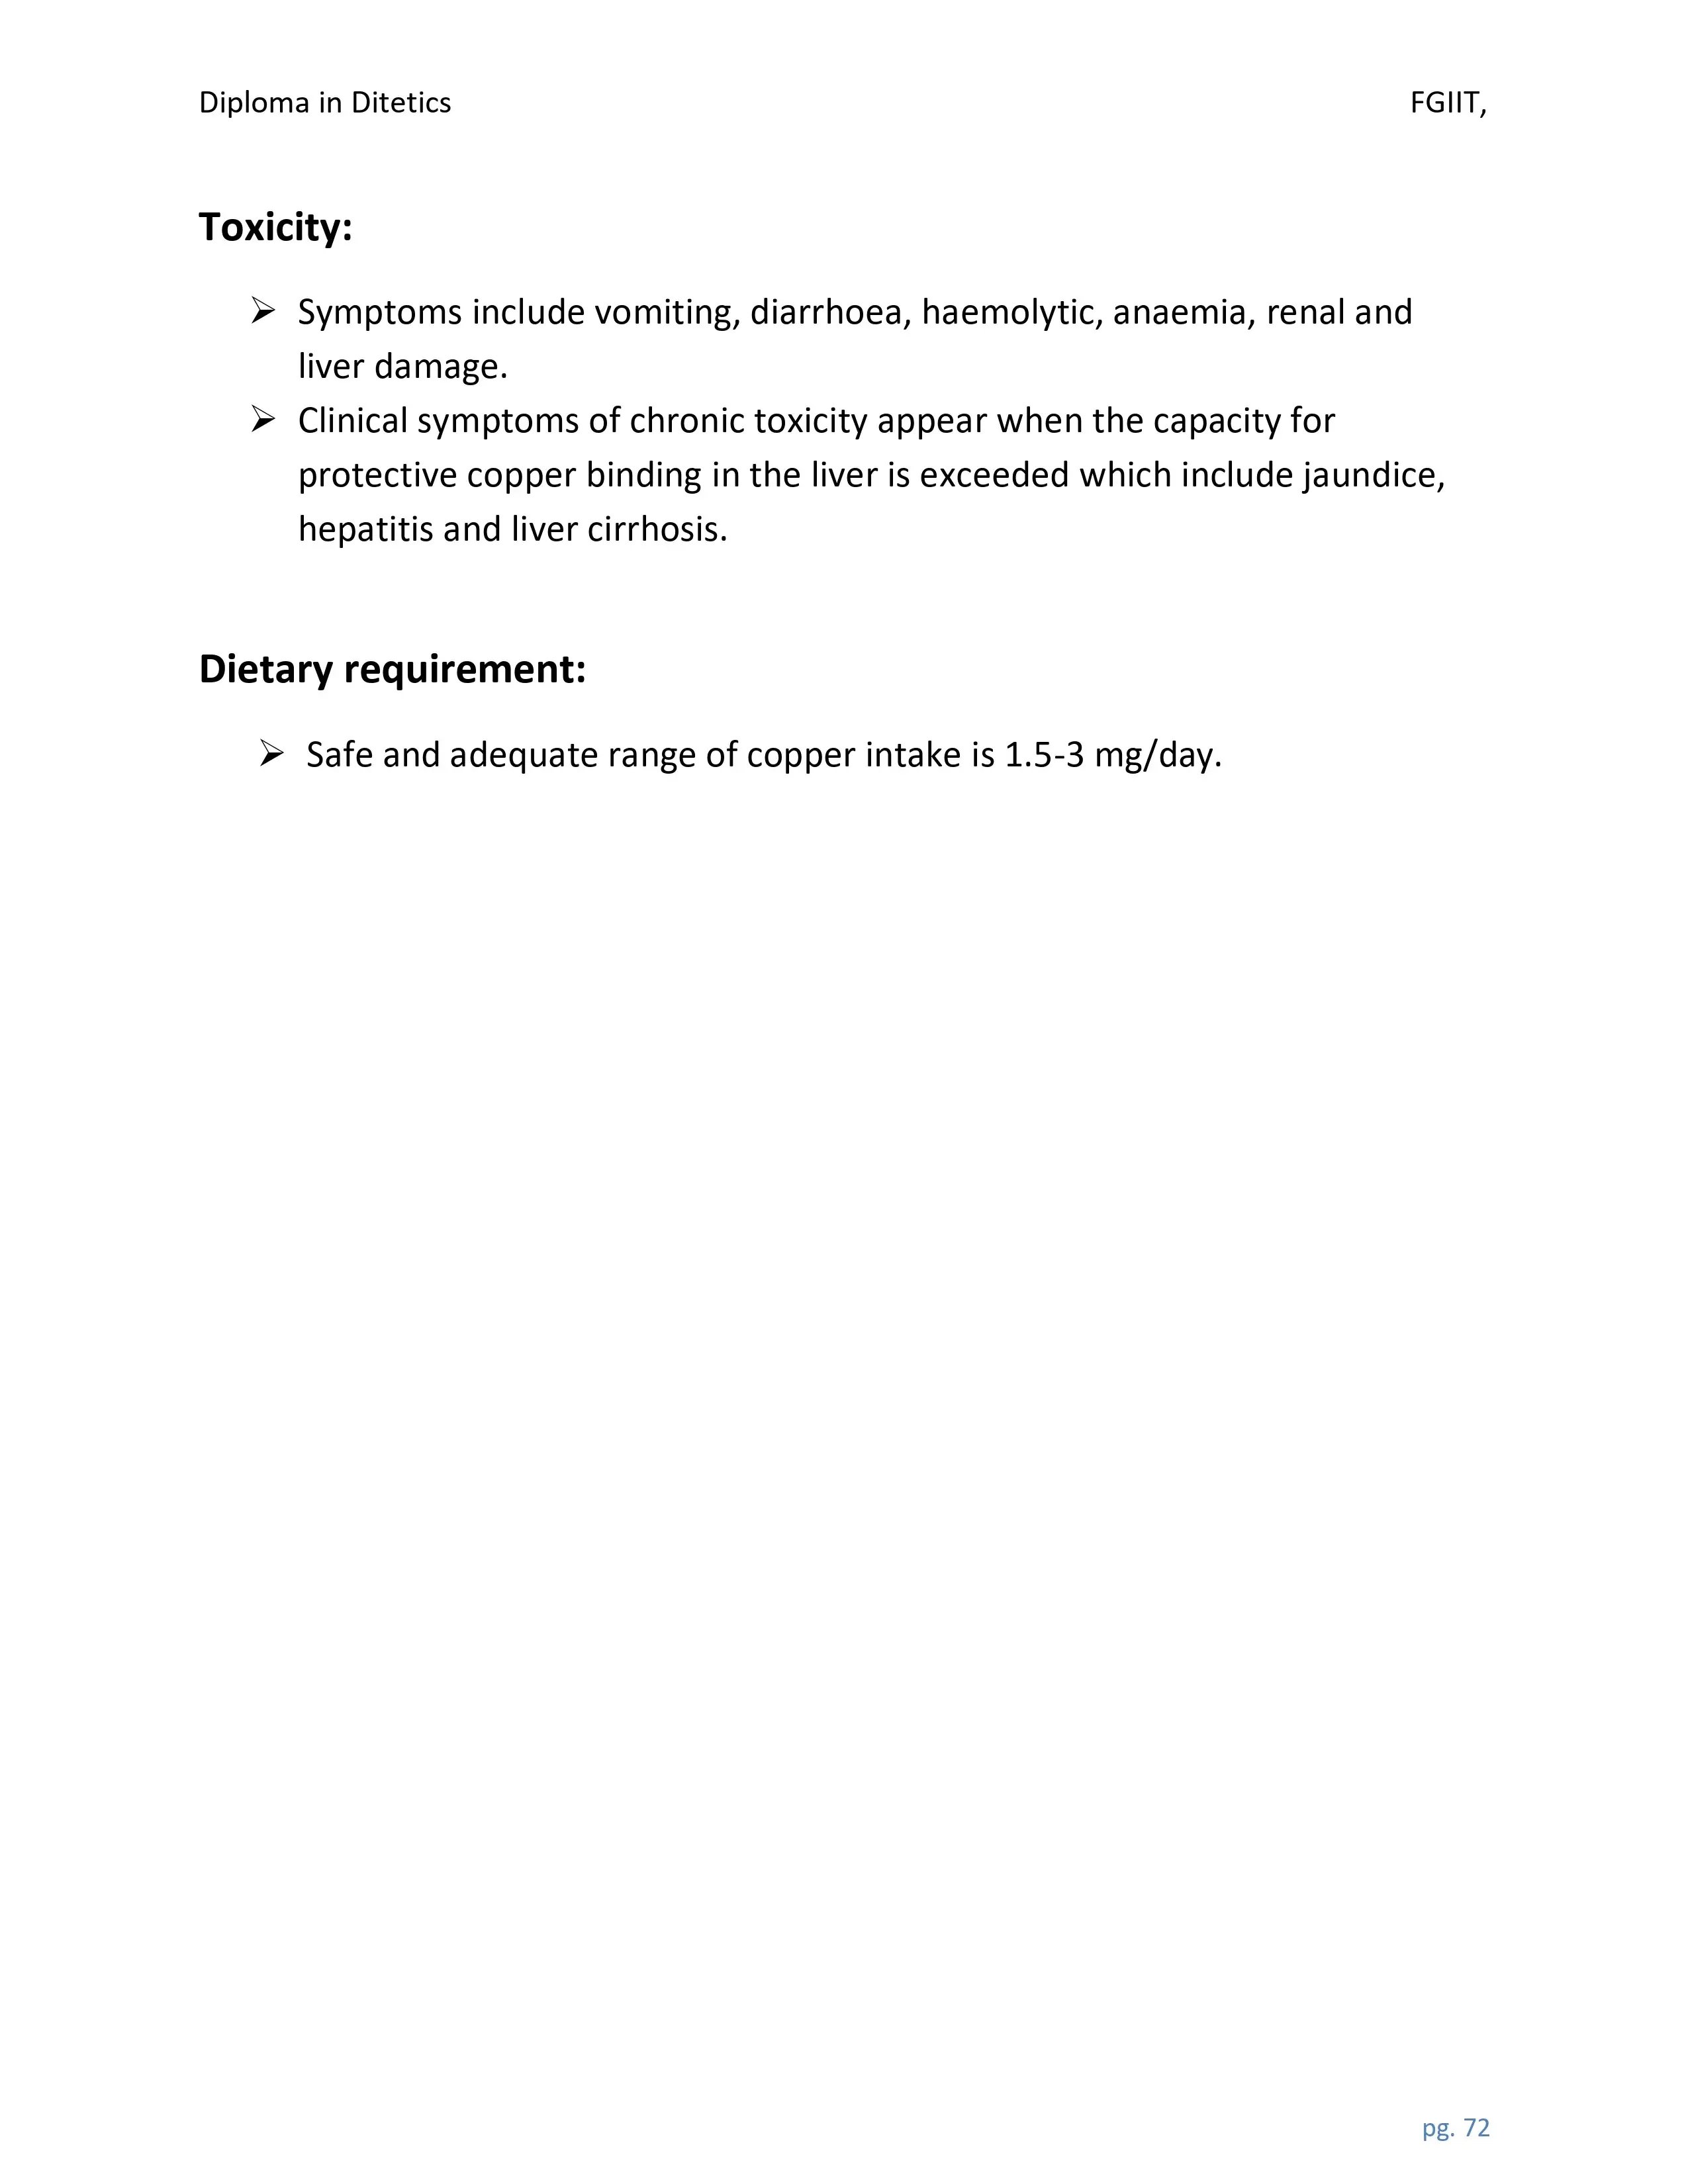 Diploma in Ditetics FGIIT,
Toxicity:
➢ Symptoms include vomiting, diarrhoea, haemolytic, anaemia, renal and
liver damage.
➢ Clinical symptoms of chronic toxicity appear when the capacity for
protective copper binding in the liver is exceeded which include jaundice,
hepatitis and liver cirrhosis.
Dietary requirement:
➢ Safe and adequate range of copper intake is 1.5-3 mg/day.
pg. 72